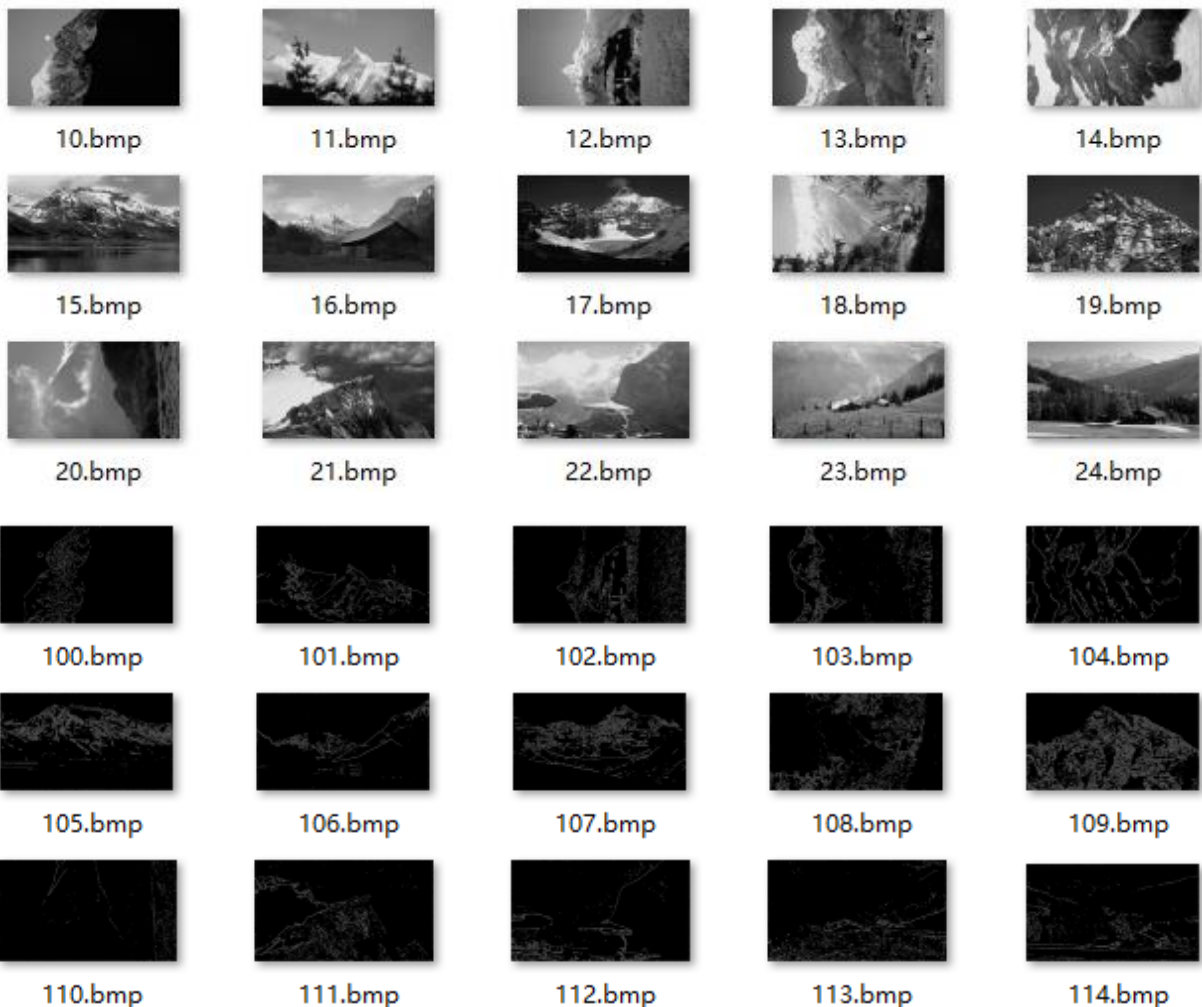 10.bmp 11.bmp 12.bmp 13.bmp 14.bmp
15.bmp 16.bmp 17.bmp 18.bmp 19.bmp
20.bmp 21.bmp 22.bmp 23.bmp 24.bmp
100.bmp 101.bmp 102.bmp 103.bmp 104.bmp
105.bmp 106.bmp 107.bmp 108.bmp 109.bmp
110.bmp 111.bmp 112.bmp 113.bmp 114.bmp